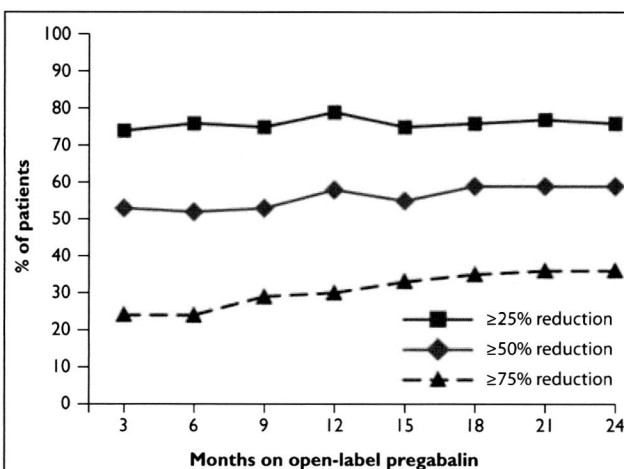 100
90
80
70
60
50
40
30
20
10
0
% of patients
≥25% reduction
≥50% reduction
≥75% reduction
3 6 9 12 15 18 21 24
Months on open-label pregabalin